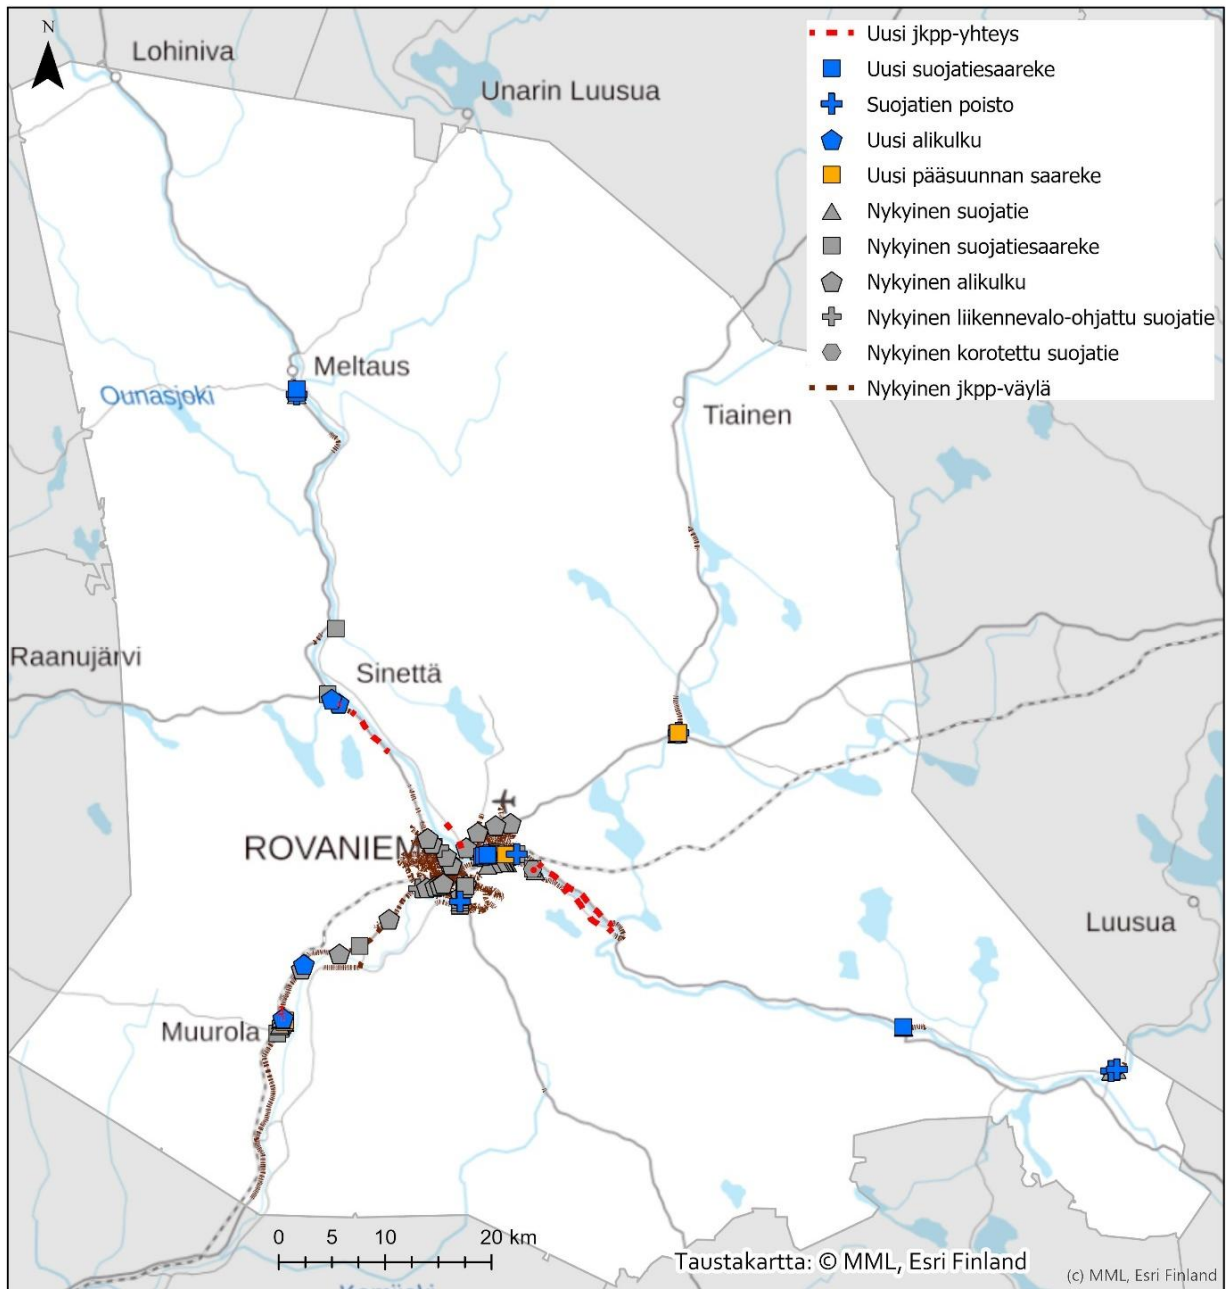 N
Lohiniva
Unarin Luusua
Uusi jkpp-yhteys
Uusi suojatiesaareke
Suojatien poisto
Uusi alikulku
Uusi pääsuunnan saareke
Nykyinen suojatie
Nykyinen suojatiesaareke
Nykyinen alikulku
Nykyinen liikennevalo-ohjattu suojatie
Nykyinen korotettu suojatie
Nykyinen jkpp-väylä
Meltaus
Ounasjoki
Tiainen
Raanujärvi
Sinettä
ROVANIEM
Luusua
Muurola
0 5 10 20 km
Taustakartta: © MML, Esri Finland
(c) MML, Esri Finland